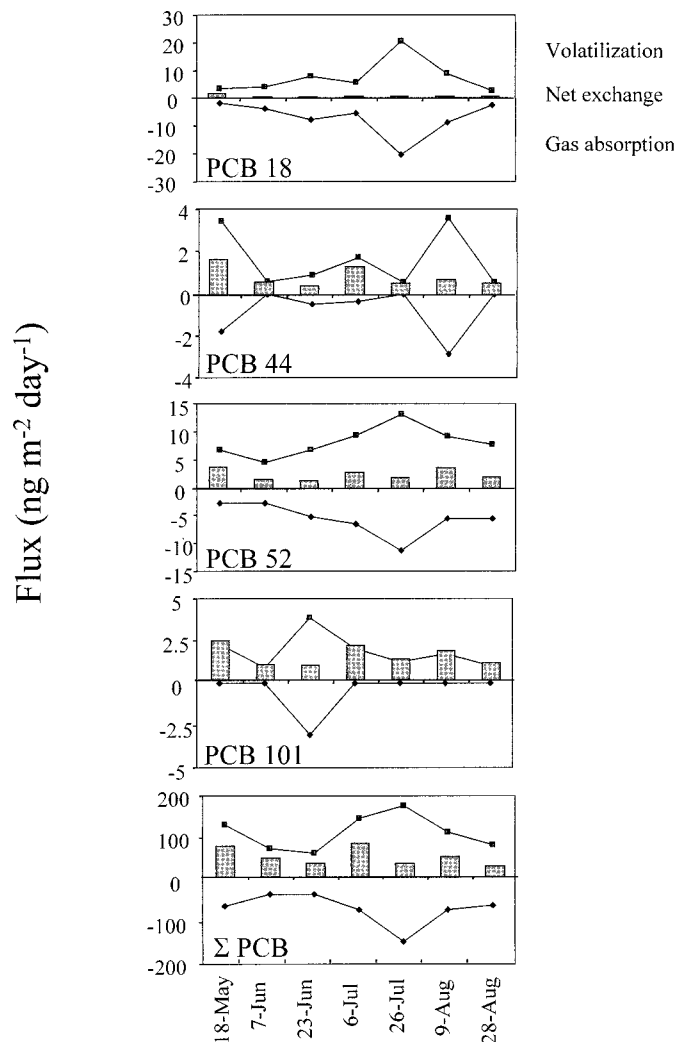 Flux (ng m-2 day-1)
30
20
10
0
-10
-20
-30
PCB 18
Volatilization
Net exchange
Gas absorption
4
2
0
-2
-4
PCB 44
15
10
5
0
-5
-10
-15
PCB 52
5
2.5
0
-2.5
-5
PCB 101
200
100
0
-100
-200
Σ PCB
18-May
7-Jun
23-Jun
6-Jul
26-Jul
9-Aug
28-Aug